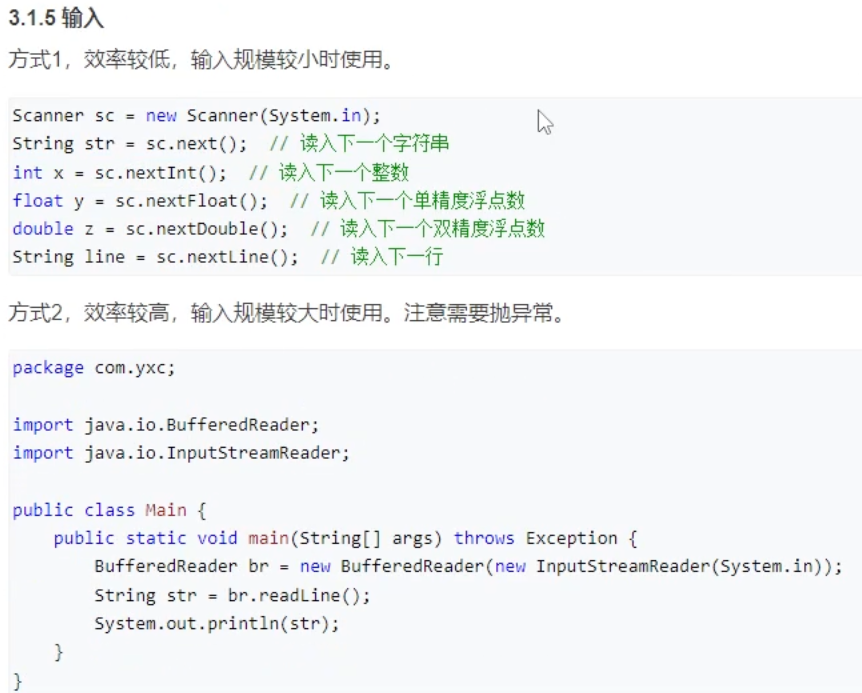 3.1.5 输入
方式1，效率较低，输入规模较小时使用。
Scanner sc = new Scanner(System.in);
String str = sc.next();  // 读入下一个字符串
int x = sc.nextInt();  // 读入下一个整数
float y = sc.nextFloat();  // 读入下一个单精度浮点数
double z = sc.nextDouble();  // 读入下一个双精度浮点数
String line = sc.nextLine();  // 读入下一行
方式2，效率较高，输入规模较大时使用。注意需要抛异常。
package com.yxc;
import java.io.BufferedReader;
import java.io.InputStreamReader;
public class Main {
    public static void main(String[] args) throws Exception {
        BufferedReader br = new BufferedReader(new InputStreamReader(System.in));
        String str = br.readLine();
        System.out.println(str);
    }
}